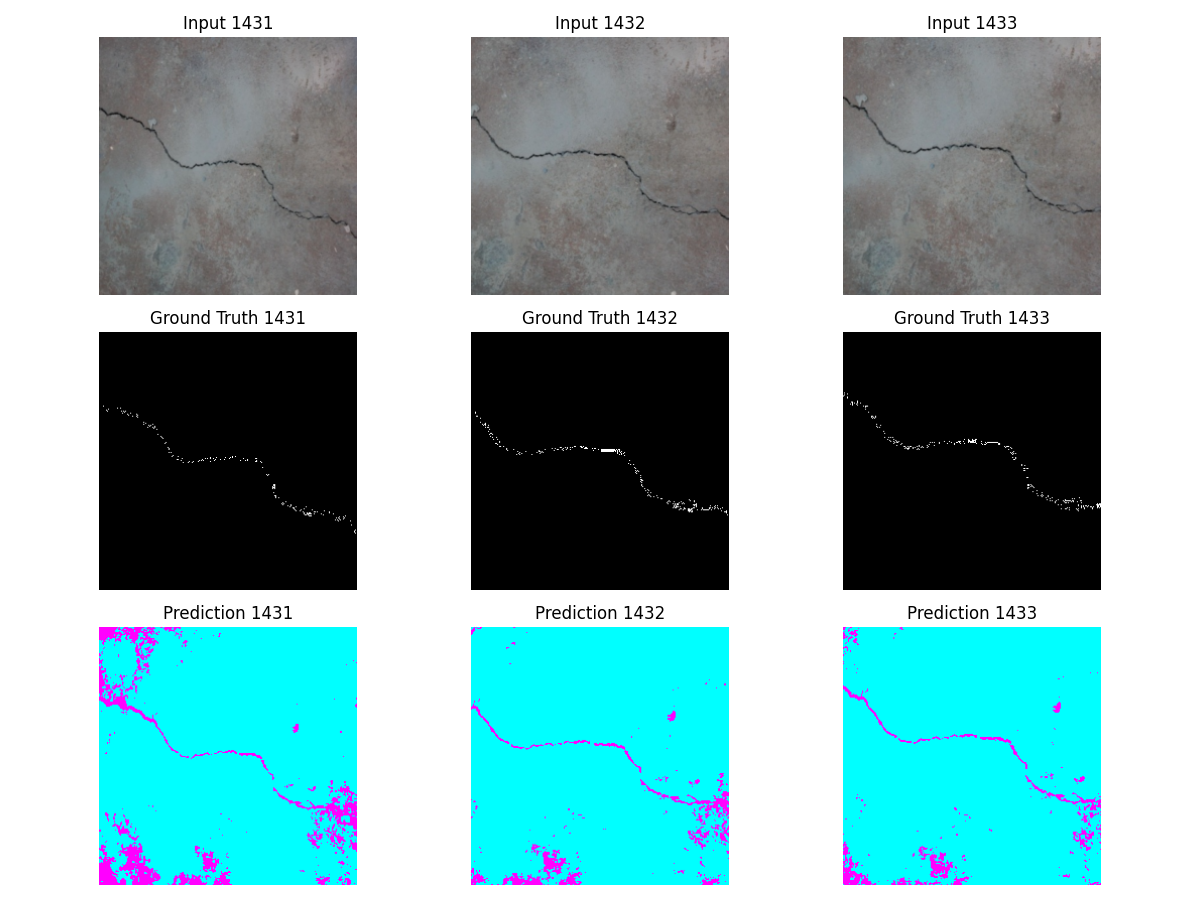 Input 1431
Input 1432
Input 1433
Ground Truth 1431
Ground Truth 1432
Ground Truth 1433
Prediction 1431
Prediction 1432
Prediction 1433